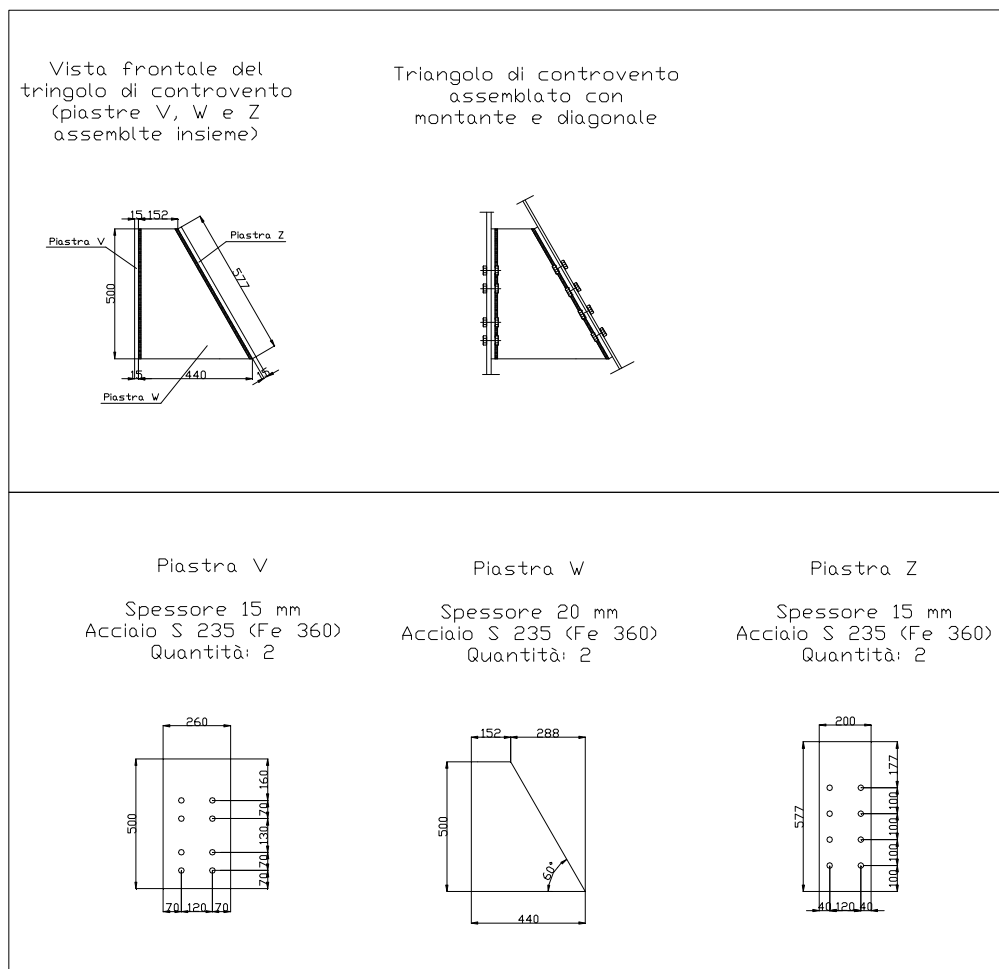 Vista frontale del
tringolo di controvento
(piastre V, W e Z
assemblte insieme)
Triangolo di controvento
assemblato con
montante e diagonale
15 152
Piastra V
Piastra Z
577
500
15 440 15
Piastra W
Piastra V
Spessore 15 mm
Acciaio S 235 (Fe 360)
Quantità: 2
260
500
160
70
130
70
70
70 120 70
Piastra W
Spessore 20 mm
Acciaio S 235 (Fe 360)
Quantità: 2
152 288
500
60°
440
Piastra Z
Spessore 15 mm
Acciaio S 235 (Fe 360)
Quantità: 2
200
577
177
100
100
100
100
40 120 40